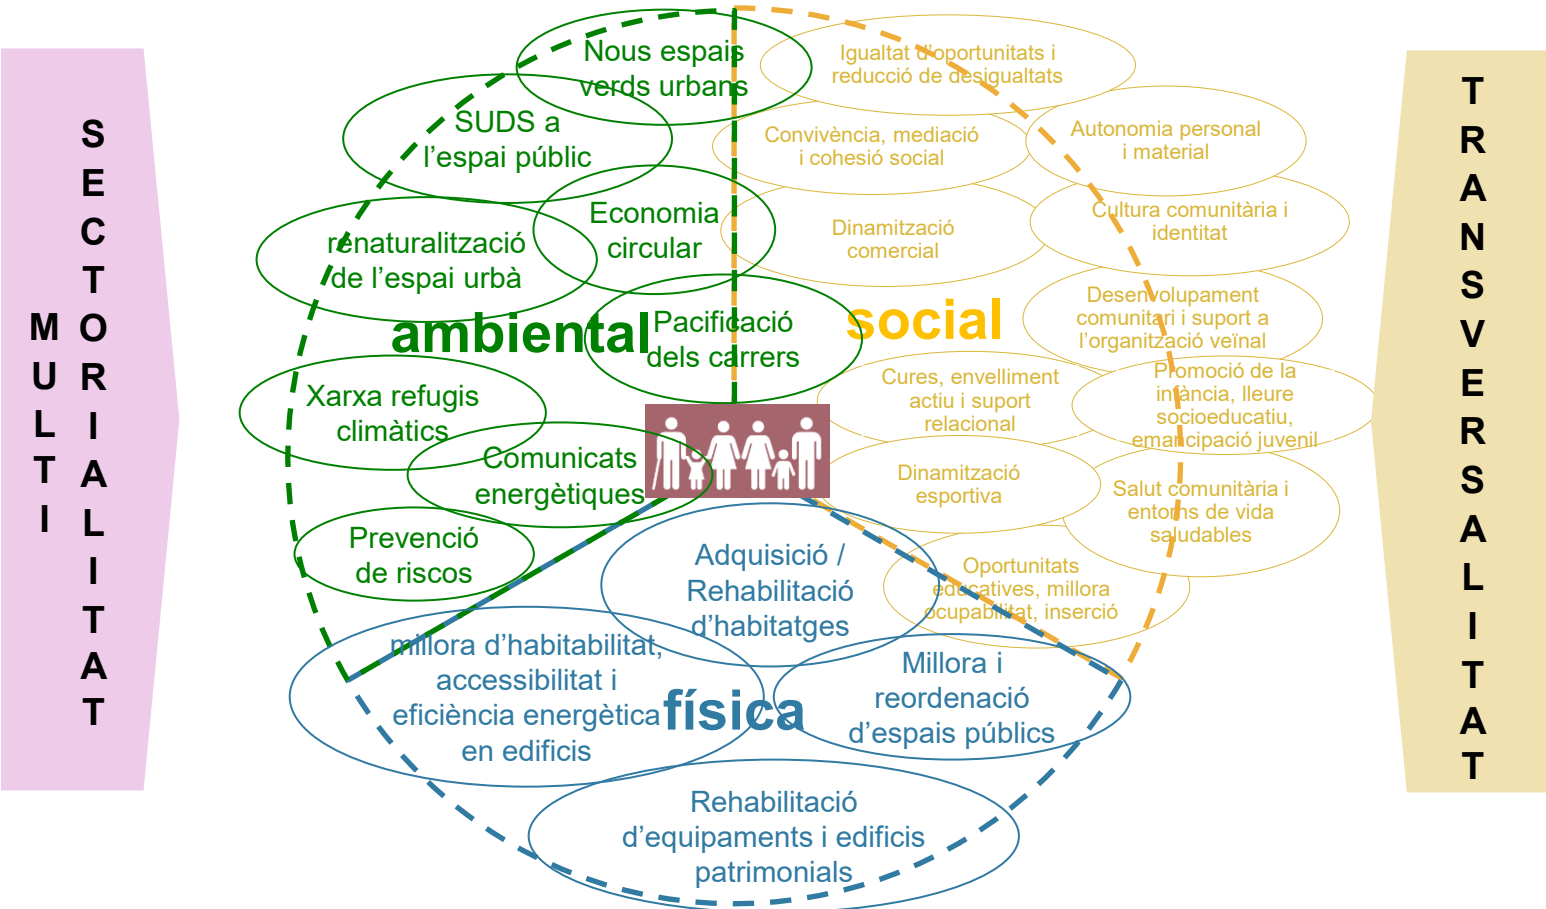 MULTI
SECTORIALITAT
Nous espais
verds urbans
SUDS a
l’espai públic
Economia
circular
renaturalització
de l’espai urbà
ambiental
Pacificació
dels carrers
Xarxa refugis
climàtics
Comunicats
energètiques
Prevenció
de riscos
Igualtat d’oportunitats i
reducció de desigualtats
Convivència, mediació
i cohesió social
Autonomia personal
i material
Dinamització
comercial
Cultura comunitària i
identitat
social
Desenvolupament
comunitari i suport a
l’organització veïnal
Cures, envelliment
actiu i suport
relacional
Promoció de la
infància, lleure
socioeducatiu,
emancipació juvenil
Dinamització
esportiva
Salut comunitària i
entorns de vida
saludables
Oportunitats
educatives, millora
ocupabilitat, inserció
Adquisició /
Rehabilitació
d’habitatges
millora d’habitabilitat,
accessibilitat i
eficiència energètica
en edificis
física
Millora i
reordenació
d’espais públics
Rehabilitació
d’equipaments i edificis
patrimonials
TRANSVERSALITAT